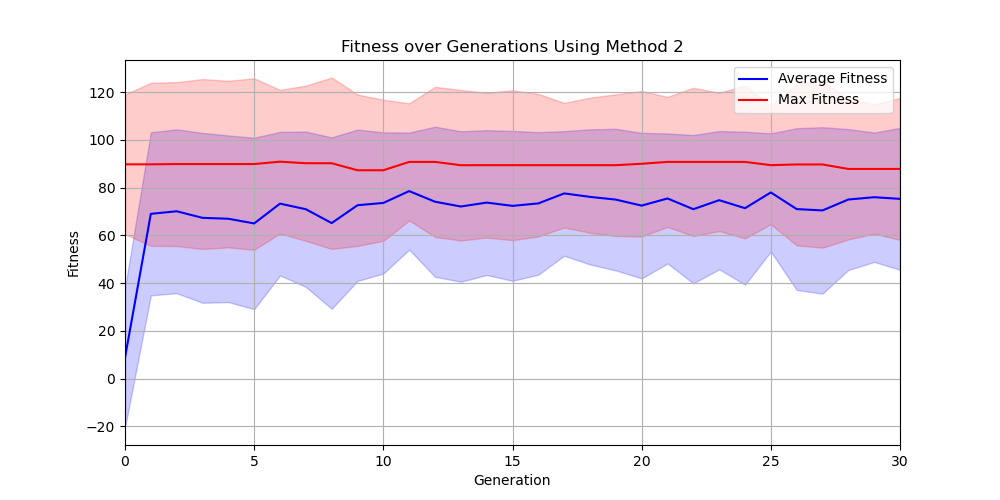 Fitness over Generations Using Method 2
Average Fitness
Max Fitness
Fitness
120
100
80
60
40
20
0
−20
0 5 10 15 20 25 30
Generation